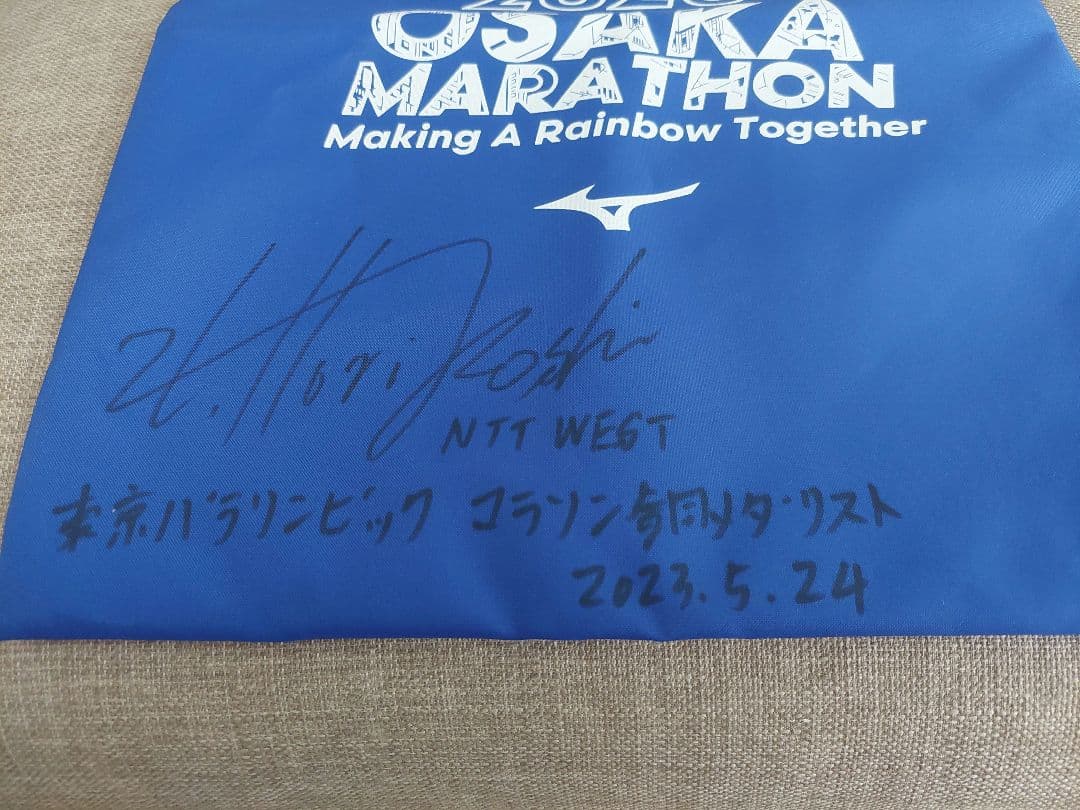 OSAKA
MARATHON
Making A Rainbow Together
t.HoriKoshi
NTT WEST
東京パラリンピック マラソン銅メダリスト
2023.5.24